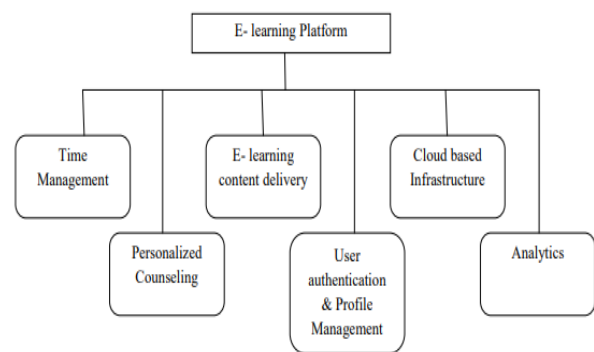 E- learning Platform
Time
Management
E- learning
content delivery
Cloud based
Infrastructure
Personalized
Counseling
User
authentication
& Profile
Management
Analytics